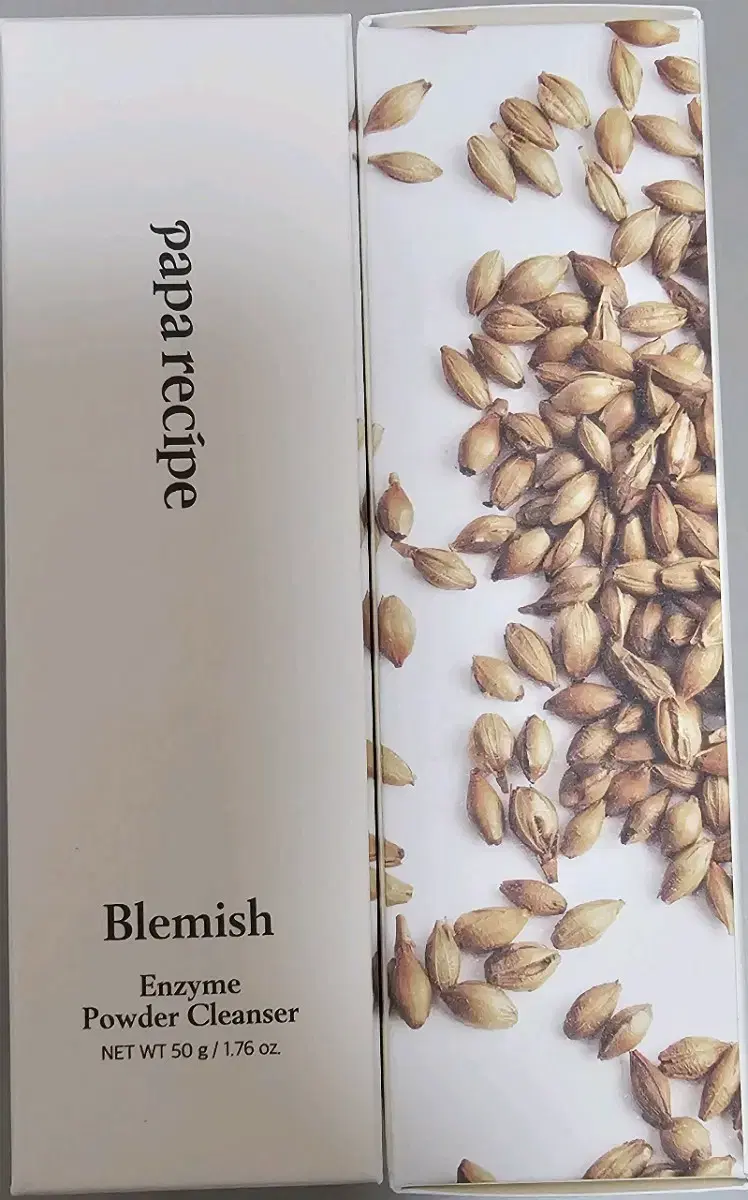 papa recipe
Blemish
Enzyme
Powder Cleanser
NET WT 50 g / 1.76 oz.